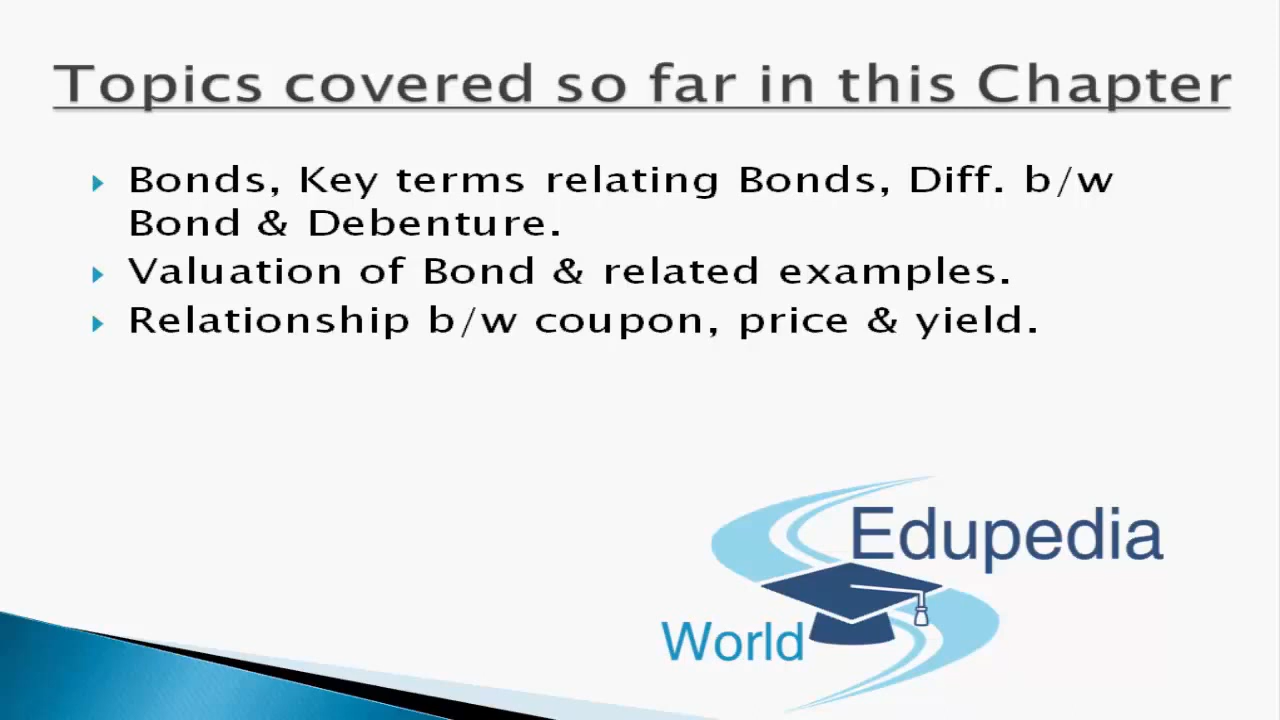 Topics covered so far in this Chapter
Bonds, Key terms relating Bonds, Diff. b/w
Bond & Debenture.
Valuation of Bond & related examples.
Relationship b/w coupon, price & yield.
Edupedia
World